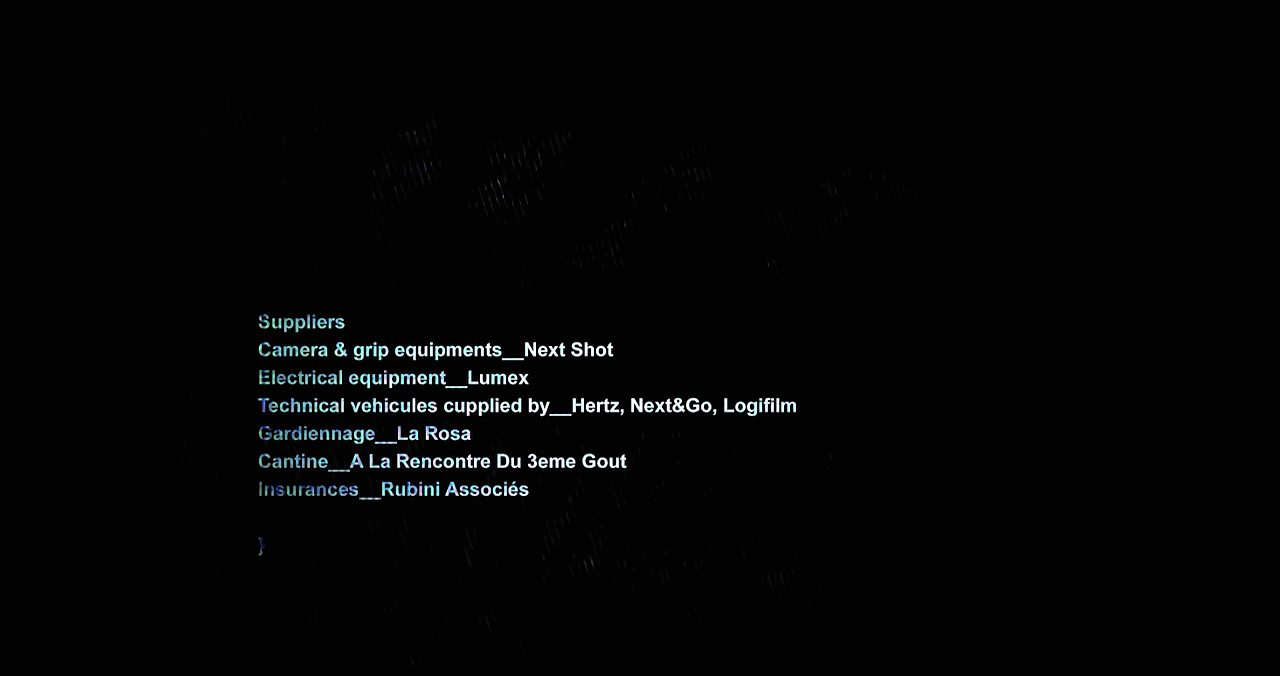 Suppliers
Camera & grip equipments__Next Shot
Electrical equipment__Lumex
Technical vehicules cupplied by__Hertz, Next&Go, Logifilm
Gardiennage__La Rosa
Cantine__A La Rencontre Du 3eme Gout
Insurances__Rubini Associés
}